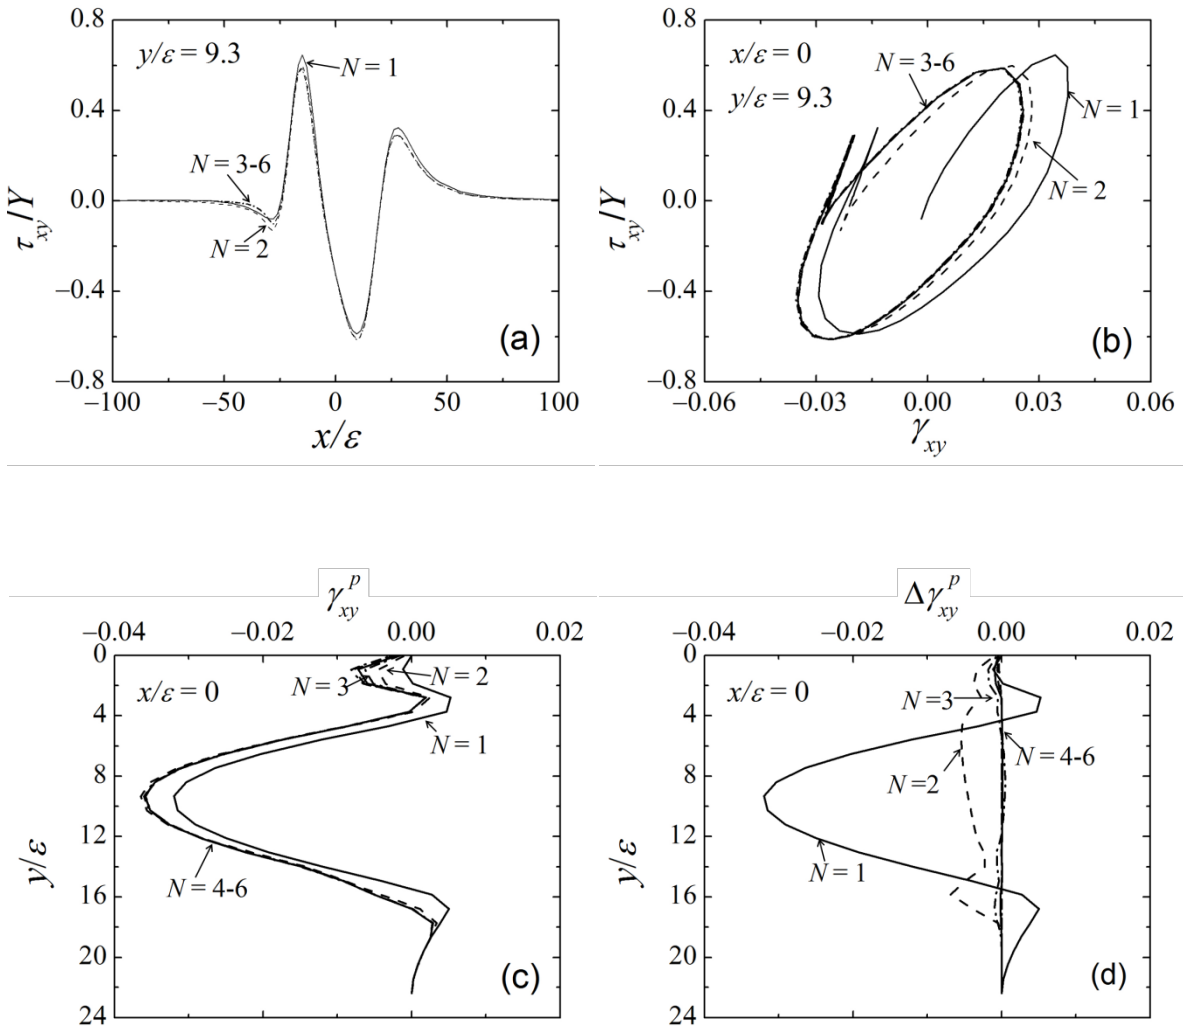 0.8
0.4
0.0
−0.4
−0.8
τxy/Y
y/ε = 9.3
N = 1
N = 3-6
N = 2
(a)
−100
−50
0
50
100
x/ε
0.8
0.4
0.0
−0.4
−0.8
τxy/Y
x/ε = 0
y/ε = 9.3
N = 3-6
N = 1
N = 2
(b)
−0.06
−0.03
0.00
0.03
0.06
γxy
γxy^p
−0.04
−0.02
0.00
0.02
0
4
8
12
16
20
24
y/ε
x/ε = 0
N = 3
N = 2
N = 1
N = 4-6
(c)
Δγxy^p
−0.04
−0.02
0.00
0.02
0
4
8
12
16
20
24
y/ε
x/ε = 0
N = 3
N = 4-6
N = 2
N = 1
(d)